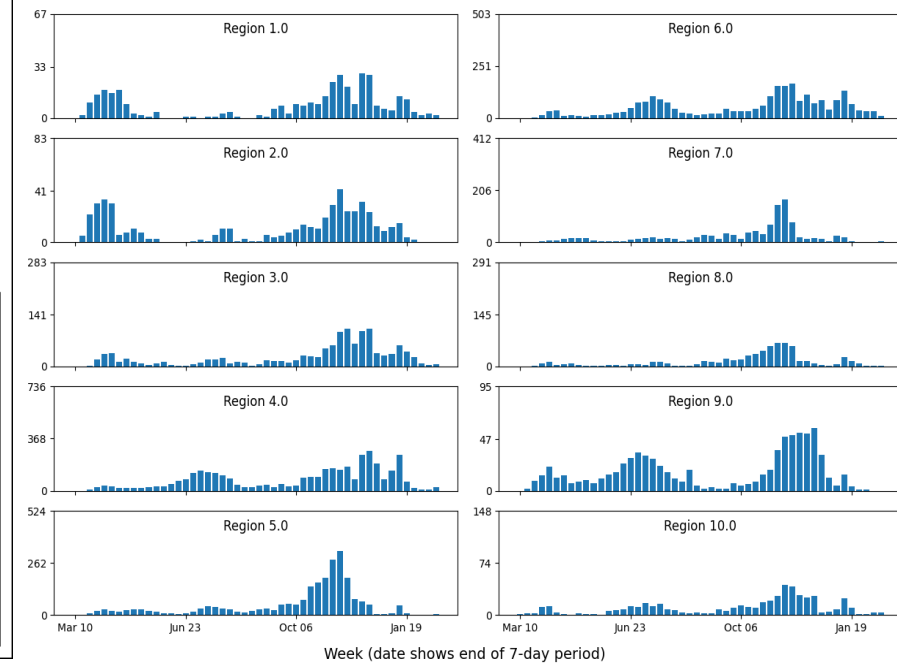 67
33
0
Region 1.0
503
251
0
Region 6.0
83
41
0
Region 2.0
412
206
0
Region 7.0
283
141
0
Region 3.0
291
145
0
Region 8.0
736
368
0
Region 4.0
95
47
0
Region 9.0
524
262
0
Region 5.0
148
74
0
Region 10.0
Mar 10 Jun 23 Oct 06 Jan 19
Mar 10 Jun 23 Oct 06 Jan 19
Week (date shows end of 7-day period)